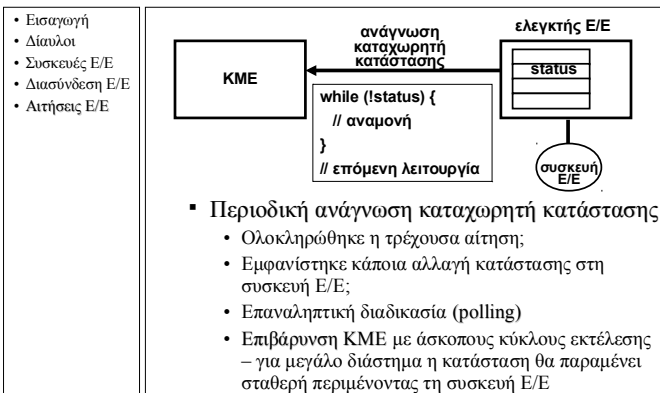 • Εισαγωγή
• Δίαυλοι
• Συσκευές Ε/Ε
• Διασύνδεση Ε/Ε
• Αιτήσεις Ε/Ε
ανάγνωση
καταχωρητή
κατάστασης
ελεγκτής Ε/Ε
ΚΜΕ
status
while (!status) {
// αναμονή
}
// επόμενη λειτουργία
συσκευή
Ε/Ε
▪ Περιοδική ανάγνωση καταχωρητή κατάστασης
• Ολοκληρώθηκε η τρέχουσα αίτηση;
• Εμφανίστηκε κάποια αλλαγή κατάστασης στη
συσκευή Ε/Ε;
• Επαναληπτική διαδικασία (polling)
• Επιβάρυνση ΚΜΕ με άσκοπους κύκλους εκτέλεσης
– για μεγάλο διάστημα η κατάσταση θα παραμένει
σταθερή περιμένοντας τη συσκευή Ε/Ε